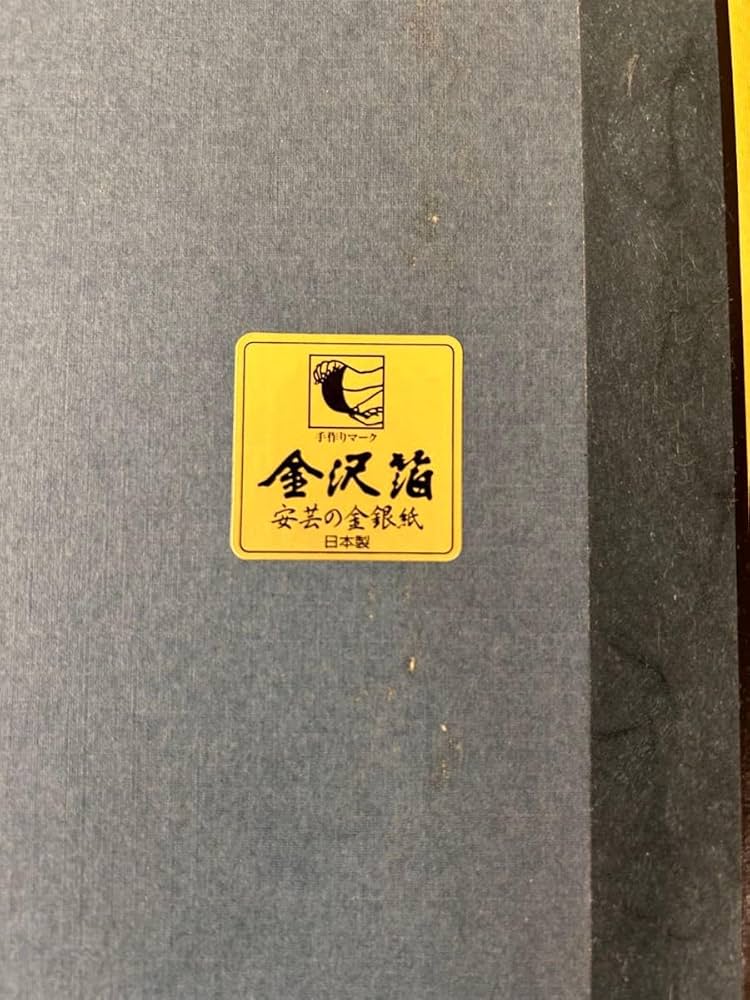 手作りマーク
金沢箔
安芸の金銀紙
日本製